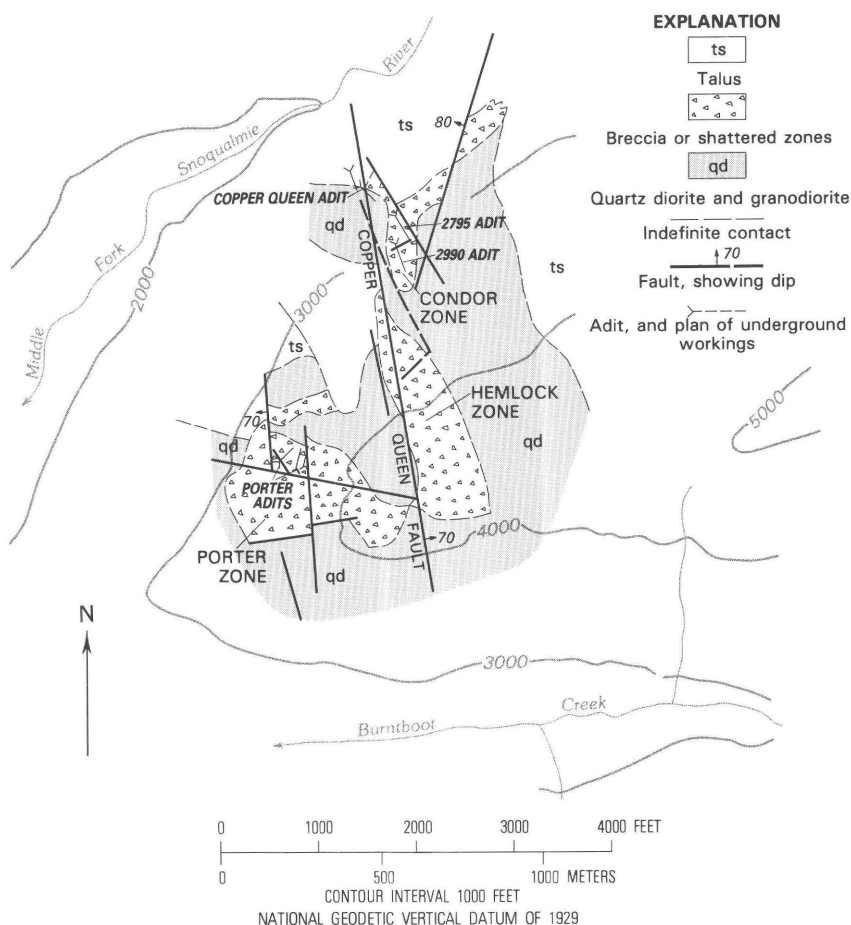 EXPLANATION
ts
Talus
Breccia or shattered zones
qd
Quartz diorite and granodiorite
Indefinite contact
70
Fault, showing dip
Adit, and plan of underground
workings
River
Snoqualmie
Fork
Middle
2000
ts
80
COPPER QUEEN ADIT
qd
2795 ADIT
2990 ADIT
COPPER
ts
3000
CONDOR
ZONE
ts
HEMLOCK
ZONE
5000
70
qd
QUEEN
qd
PORTER
ADITS
FAULT
70
4000
PORTER
ZONE
qd
N
3000
Creek
Burntboot
0 1000 2000 3000 4000 FEET
0 500 1000 METERS
CONTOUR INTERVAL 1000 FEET
NATIONAL GEODETIC VERTICAL DATUM OF 1929